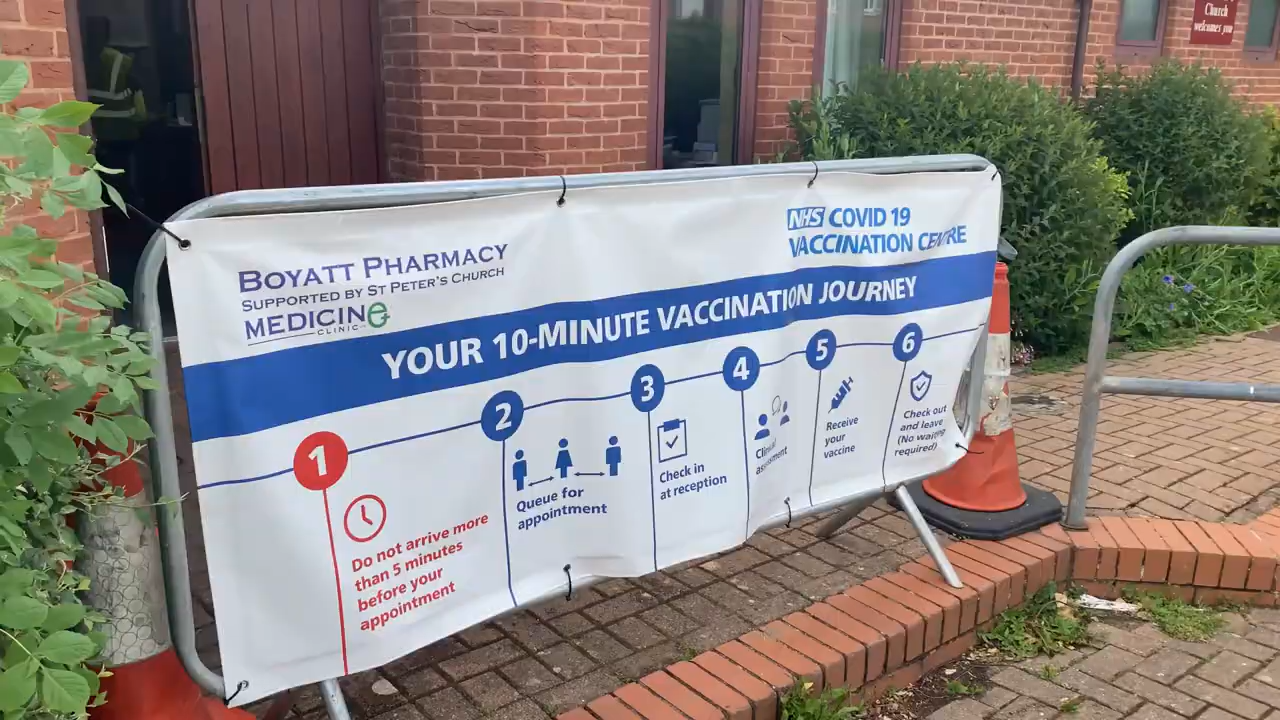 Church
welcomes you
BOYATT PHARMACY
SUPPORTED BY ST PETER'S CHURCH
MEDICINE
CLINIC
NHS COVID 19
VACCINATION CENTRE
YOUR 10-MINUTE VACCINATION JOURNEY
1
Do not arrive more
than 5 minutes
before your
appointment
2
Queue for
appointment
3
Check in
at reception
4
Clinical
assessment
5
Receive
your
vaccine
6
Check out
and leave
(No waiting
required)